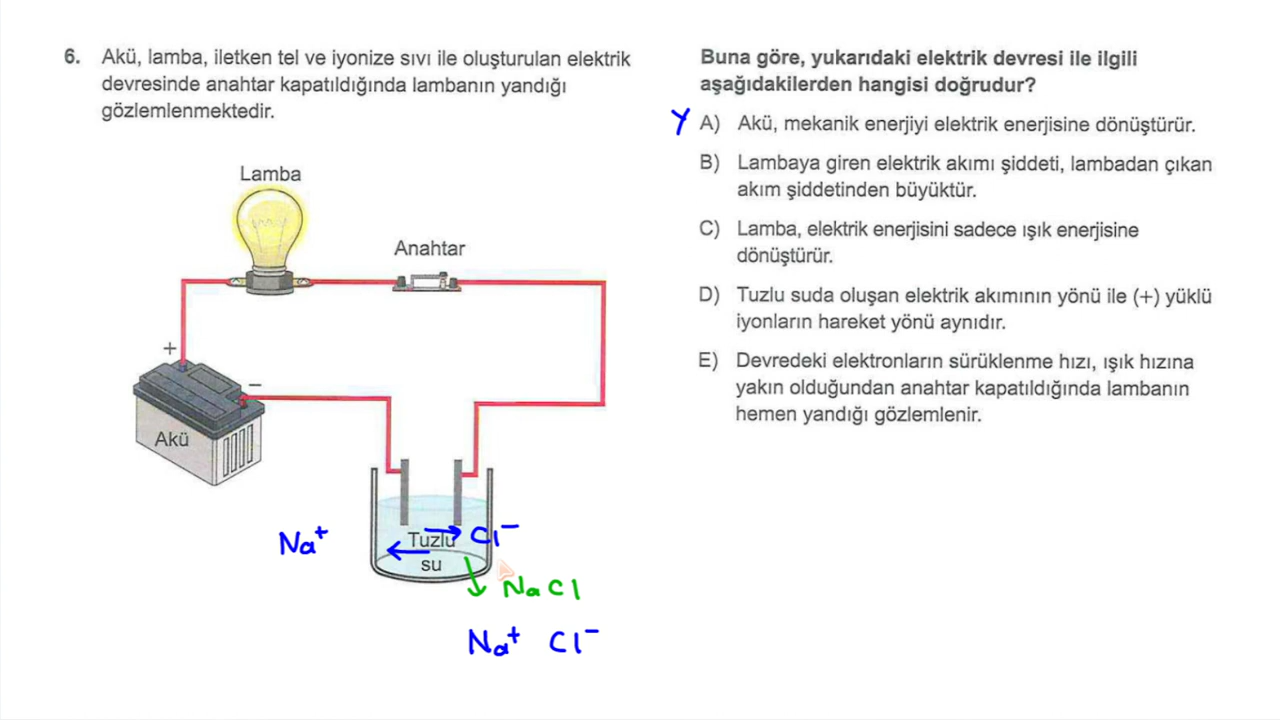 6. Akü, lamba, iletken tel ve iyonize sıvı ile oluşturulan elektrik
devresinde anahtar kapatıldığında lambanın yandığı
gözlemlenmektedir.
Lamba
Anahtar
+
−
Akü
Tuzlu
su
Na⁺
Cl⁻
NaCl
Na⁺ Cl⁻
Buna göre, yukarıdaki elektrik devresi ile ilgili
aşağıdakilerden hangisi doğrudur?
Y A) Akü, mekanik enerjiyi elektrik enerjisine dönüştürür.
B) Lambaya giren elektrik akımı şiddeti, lambadan çıkan
akım şiddetinden büyüktür.
C) Lamba, elektrik enerjisini sadece ışık enerjisine
dönüştürür.
D) Tuzlu suda oluşan elektrik akımının yönü ile (+) yüklü
iyonların hareket yönü aynıdır.
E) Devredeki elektronların sürüklenme hızı, ışık hızına
yakın olduğundan anahtar kapatıldığında lambanın
hemen yandığı gözlemlenir.